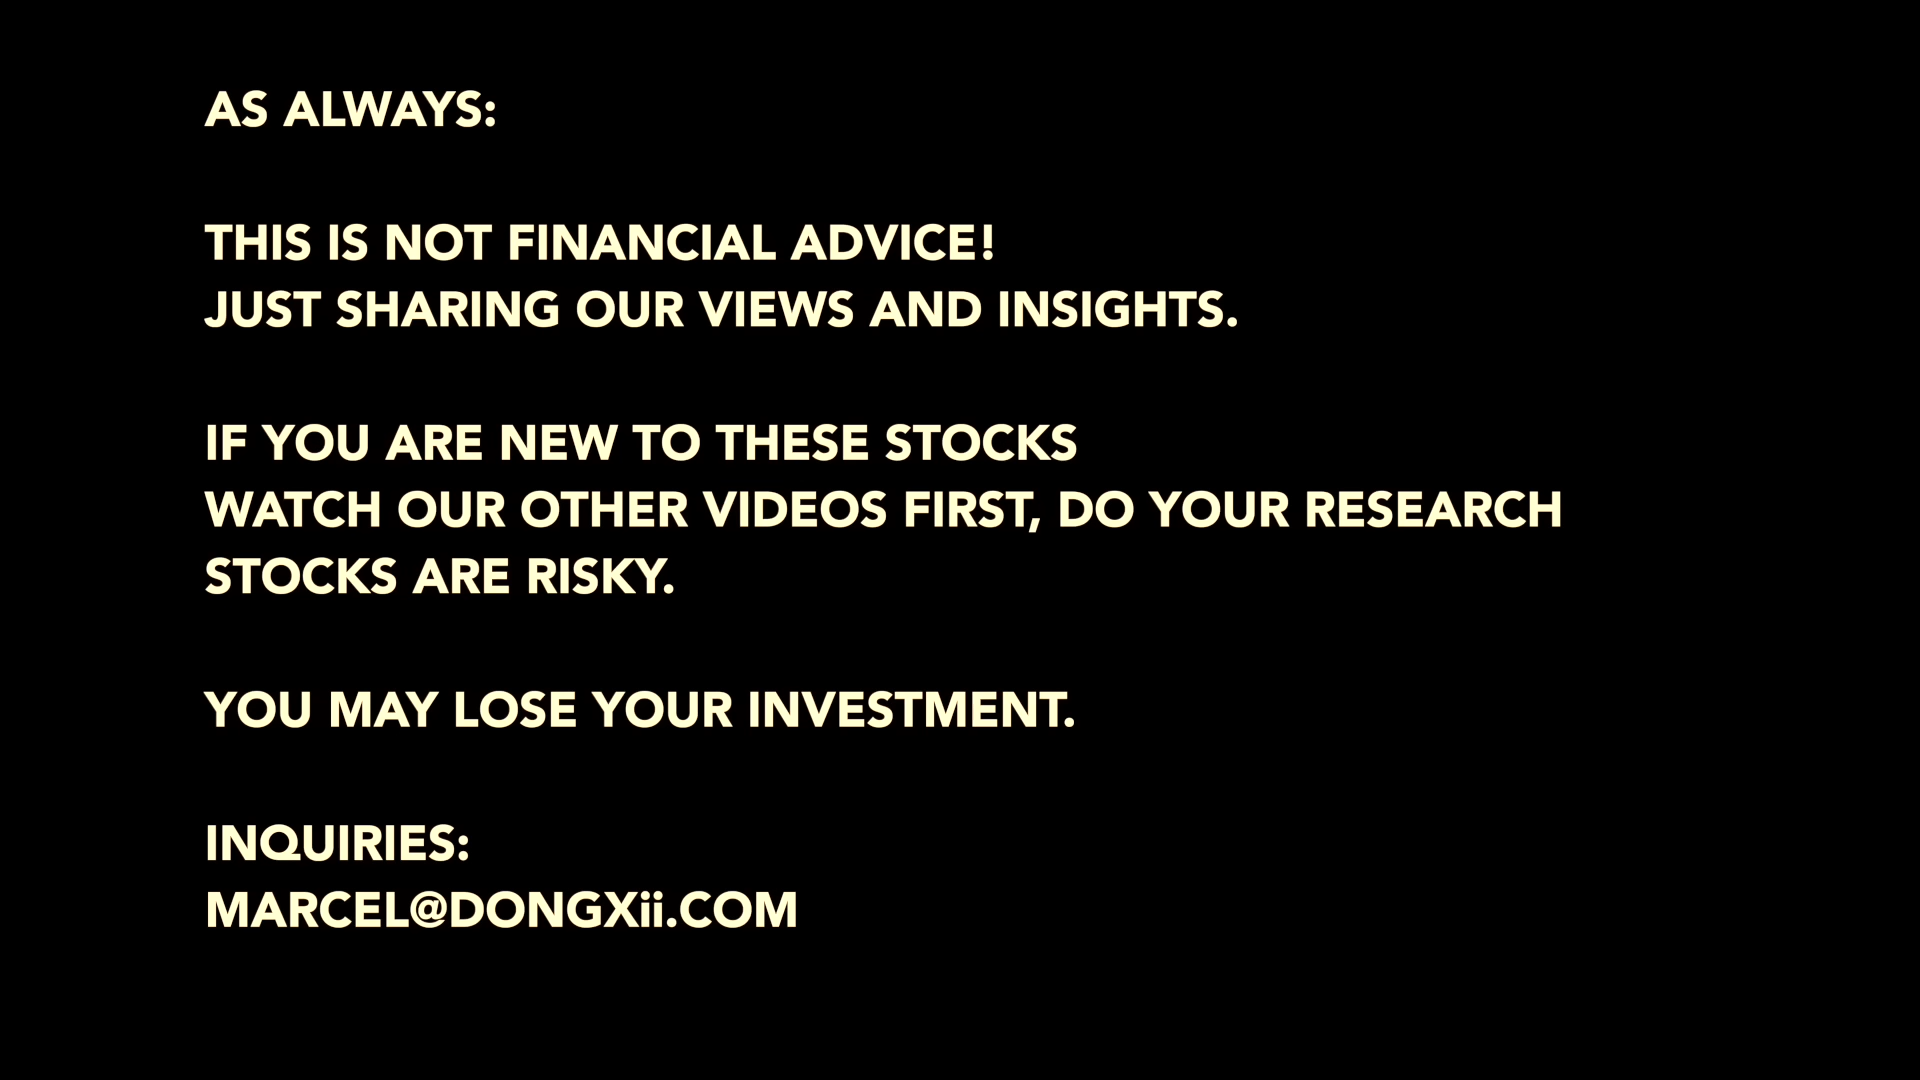 AS ALWAYS:
THIS IS NOT FINANCIAL ADVICE!
JUST SHARING OUR VIEWS AND INSIGHTS.
IF YOU ARE NEW TO THESE STOCKS
WATCH OUR OTHER VIDEOS FIRST, DO YOUR RESEARCH
STOCKS ARE RISKY.
YOU MAY LOSE YOUR INVESTMENT.
INQUIRIES:
MARCEL@DONGXii.COM